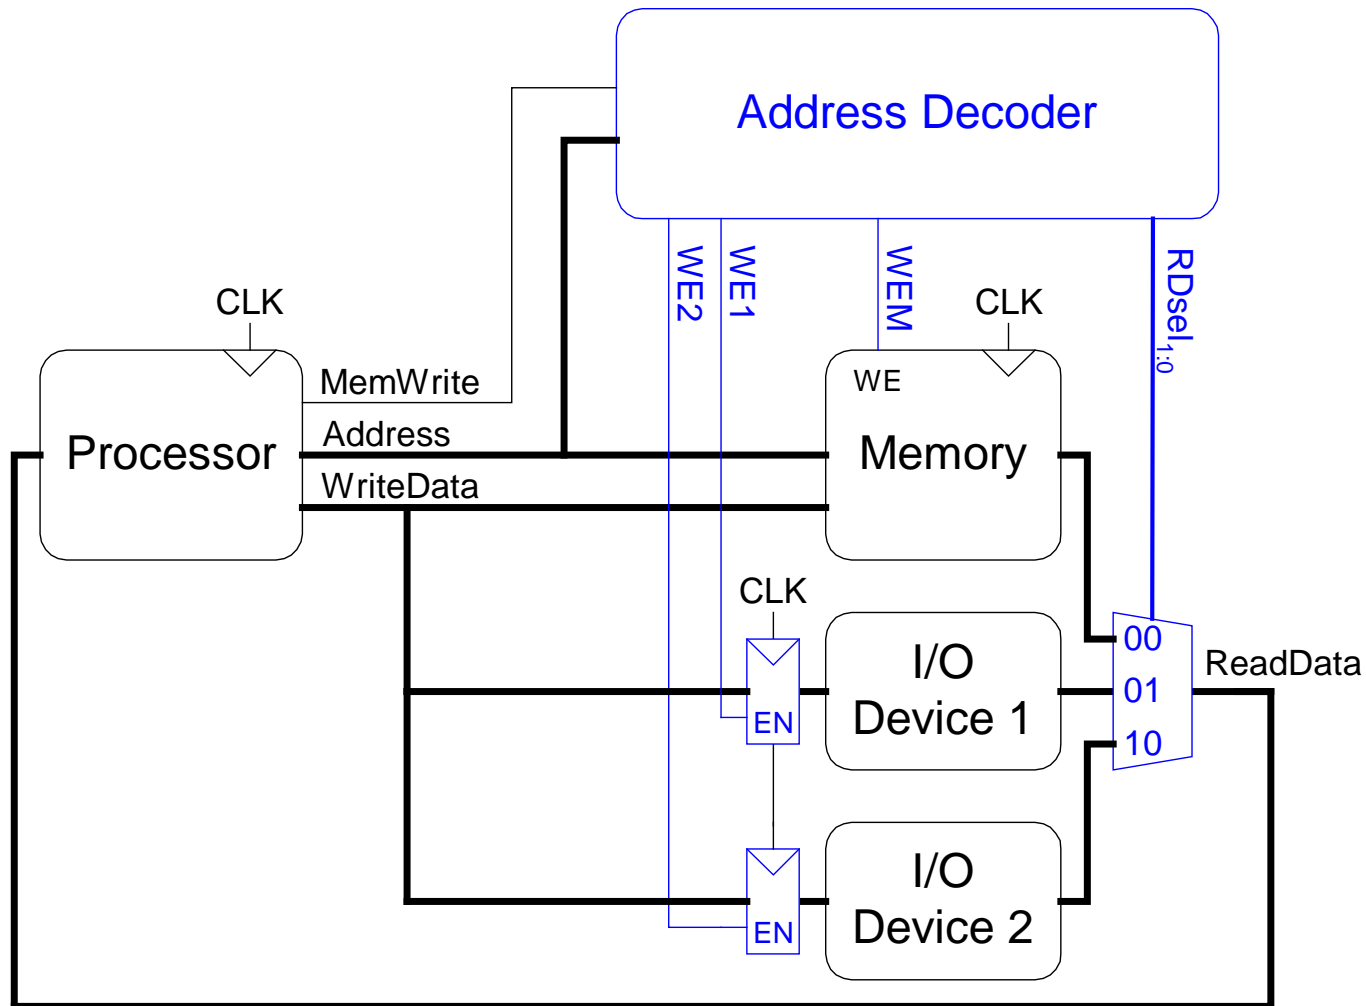 Address Decoder
WE2
WE1
WEM
RDsel1:0
CLK
CLK
MemWrite
WE
Processor
Address
Memory
WriteData
CLK
I/O
Device 1
EN
00
01
10
ReadData
I/O
Device 2
EN